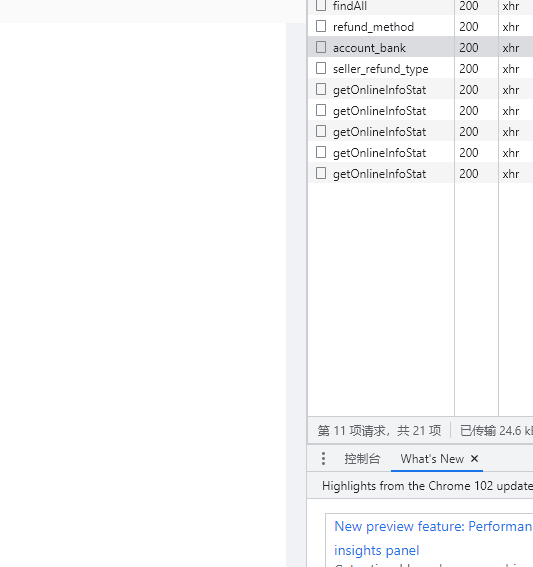 findAll 200 xhr
refund_method 200 xhr
account_bank 200 xhr
seller_refund_type 200 xhr
getOnlineInfoStat 200 xhr
getOnlineInfoStat 200 xhr
getOnlineInfoStat 200 xhr
getOnlineInfoStat 200 xhr
getOnlineInfoStat 200 xhr
第 11 项请求，共 21 项 已传输 24.6 kB
控制台 What's New ×
Highlights from the Chrome 102 update
New preview feature: Performan
insights panel